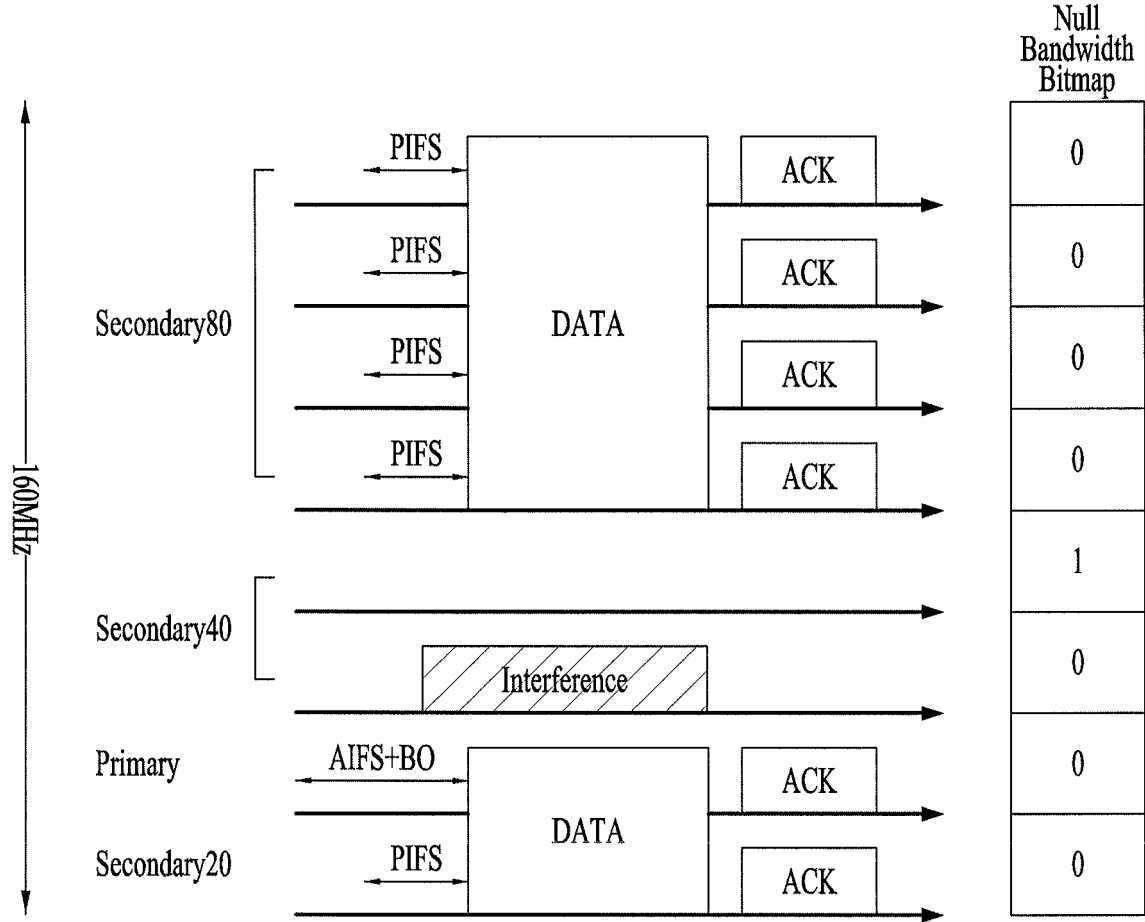 Null
Bandwidth
Bitmap
PIFS
ACK
0
PIFS
ACK
0
Secondary80
DATA
PIFS
ACK
0
PIFS
ACK
0
160MHz
1
Secondary40
Interference
0
Primary
AIFS+BO
ACK
0
DATA
Secondary20
PIFS
ACK
0